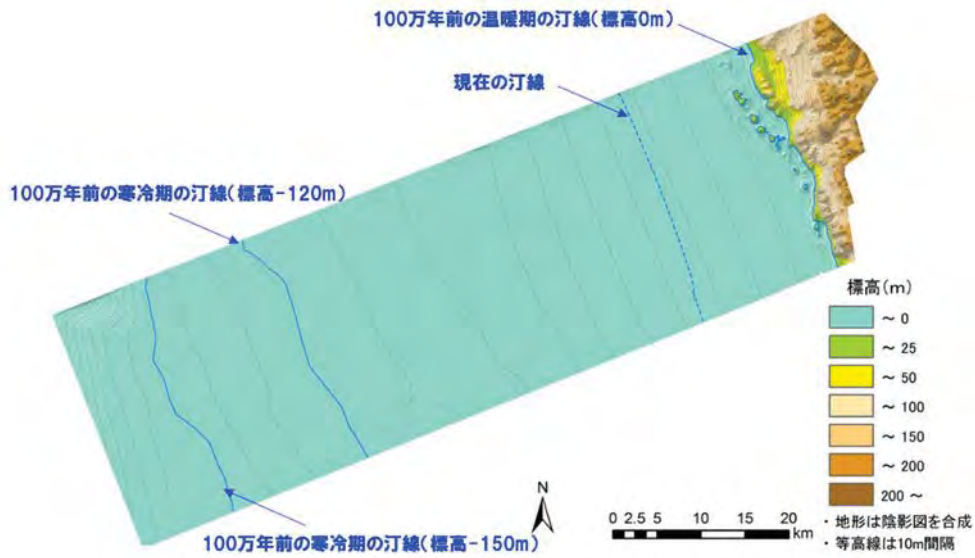 100万年前の温暖期の汀線(標高0m)
現在の汀線
100万年前の寒冷期の汀線(標高-120m)
標高(m)
～ 0
～ 25
～ 50
～ 100
～ 150
～ 200
200 ～
N
0 2.5 5 10 15 20
km
・ 地形は陰影図を合成
・ 等高線は10m間隔
100万年前の寒冷期の汀線(標高-150m)